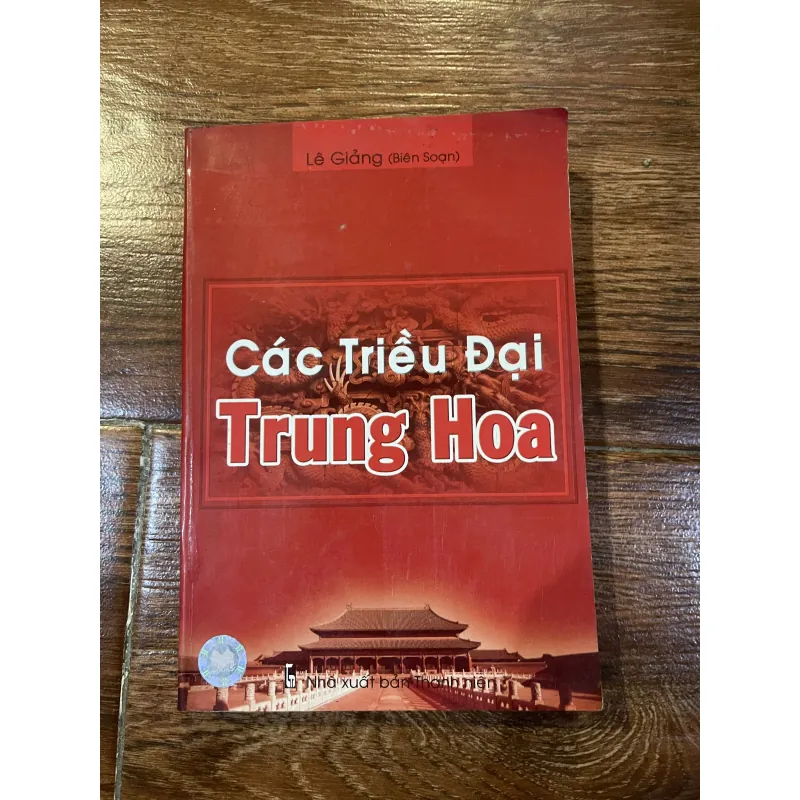 Lê Giảng (Biên Soạn)
Các Triều Đại
Trung Hoa
Nhà xuất bản Thanh niên